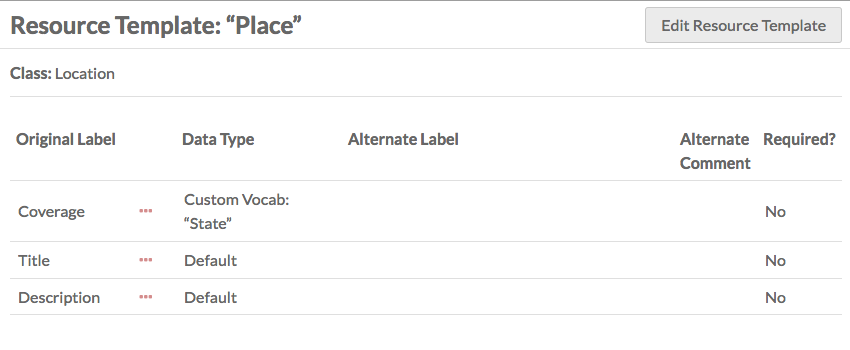 Resource Template: “Place”
Edit Resource Template
Class: Location
Original Label Data Type Alternate Label Alternate Comment Required?
Coverage ••• Custom Vocab: “State” No
Title ••• Default No
Description ••• Default No